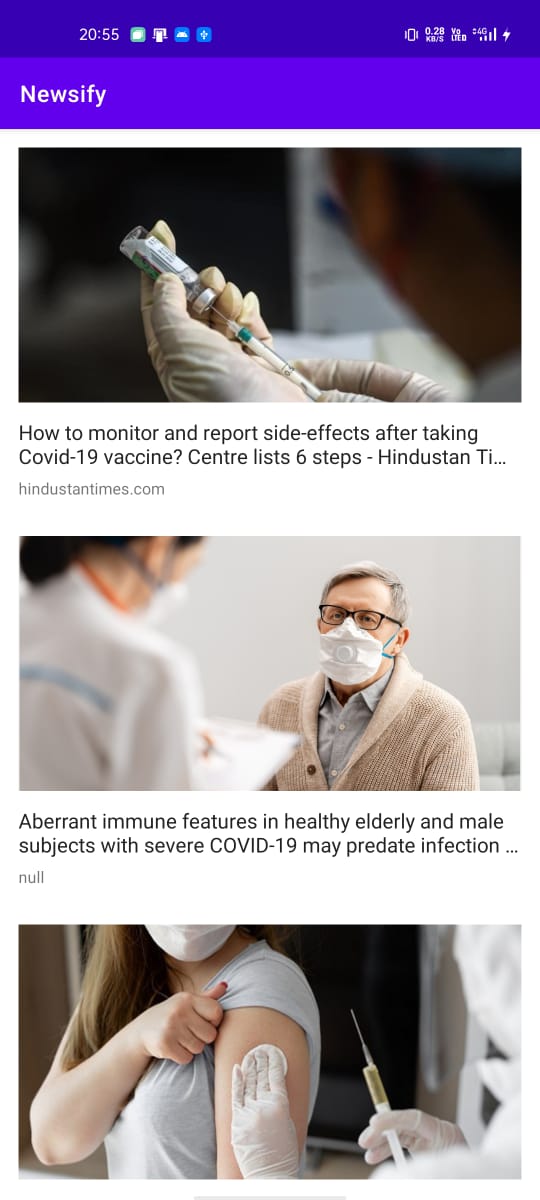 20:55
0.28
KB/S
Vo
LTE
4G
Newsify
How to monitor and report side-effects after taking
Covid-19 vaccine? Centre lists 6 steps - Hindustan Ti...
hindustantimes.com
Aberrant immune features in healthy elderly and male
subjects with severe COVID-19 may predate infection ...
null